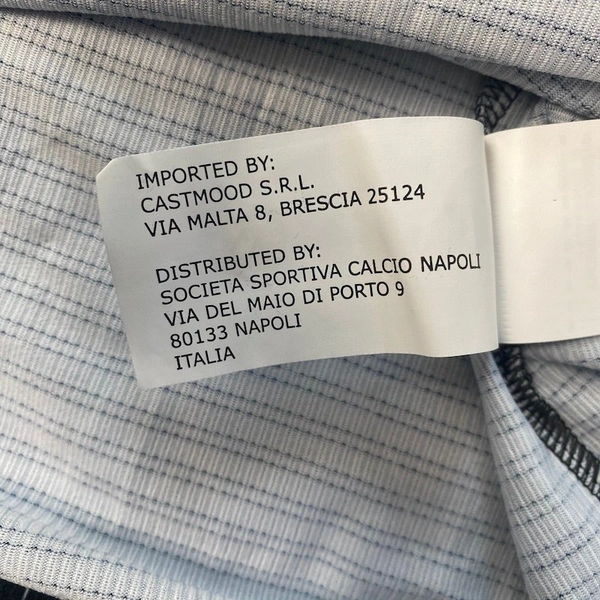 IMPORTED BY:
CASTMOOD S.R.L.
VIA MALTA 8, BRESCIA 25124
DISTRIBUTED BY:
SOCIETA SPORTIVA CALCIO NAPOLI
VIA DEL MAIO DI PORTO 9
80133 NAPOLI
ITALIA